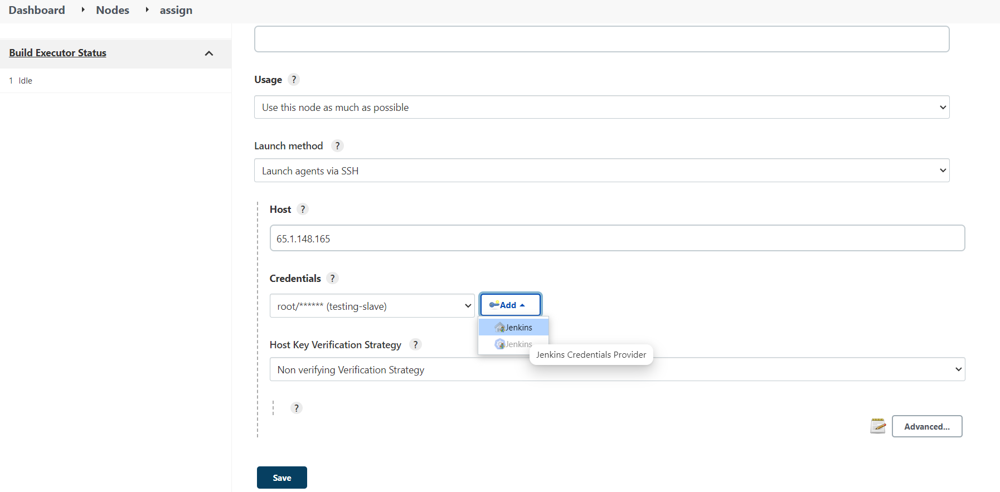 Dashboard Nodes assign
Build Executor Status
1 Idle
Usage ?
Use this node as much as possible
Launch method ?
Launch agents via SSH
Host ?
65.1.148.165
Credentials ?
root/****** (testing-slave)
Add
Jenkins
Jenkins
Jenkins Credentials Provider
Host Key Verification Strategy ?
Non verifying Verification Strategy
?
Advanced...
Save